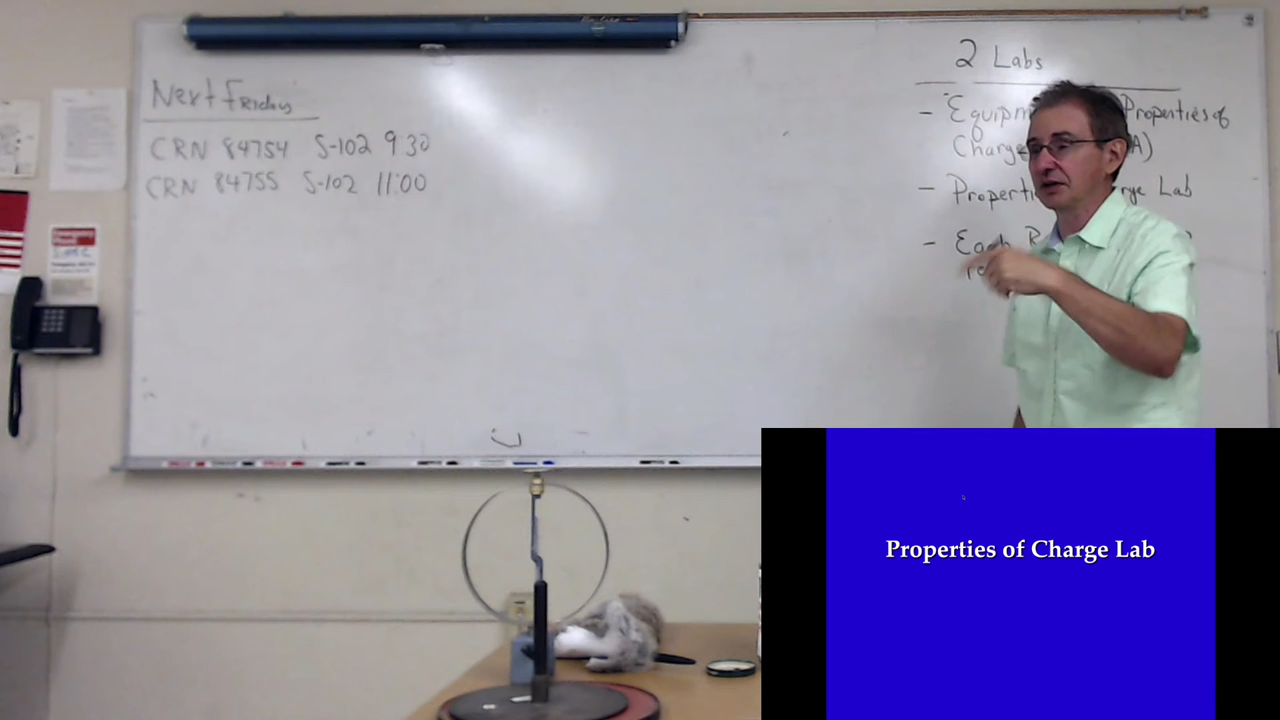 Next Friday
CRN 84754 S-102 9:30
CRN 84755 S-102 11:00
2 Labs
- Equipm Properties of
Charge A)
- Properti rge Lab
- Each R
re
Properties of Charge Lab